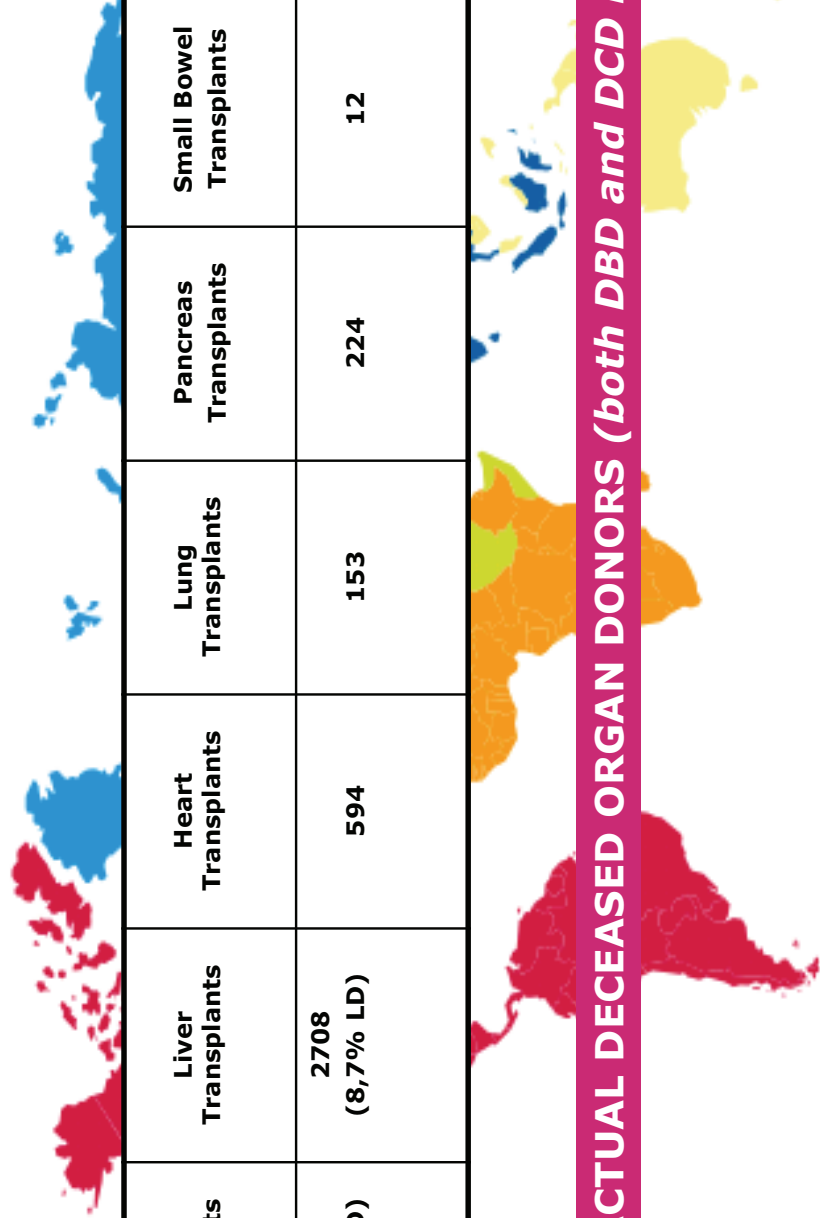 ts
Liver
Transplants
Heart
Transplants
Lung
Transplants
Pancreas
Transplants
Small Bowel
Transplants
)
2708
(8,7% LD)
594
153
224
12
CTUAL DECEASED ORGAN DONORS (both DBD and DCD